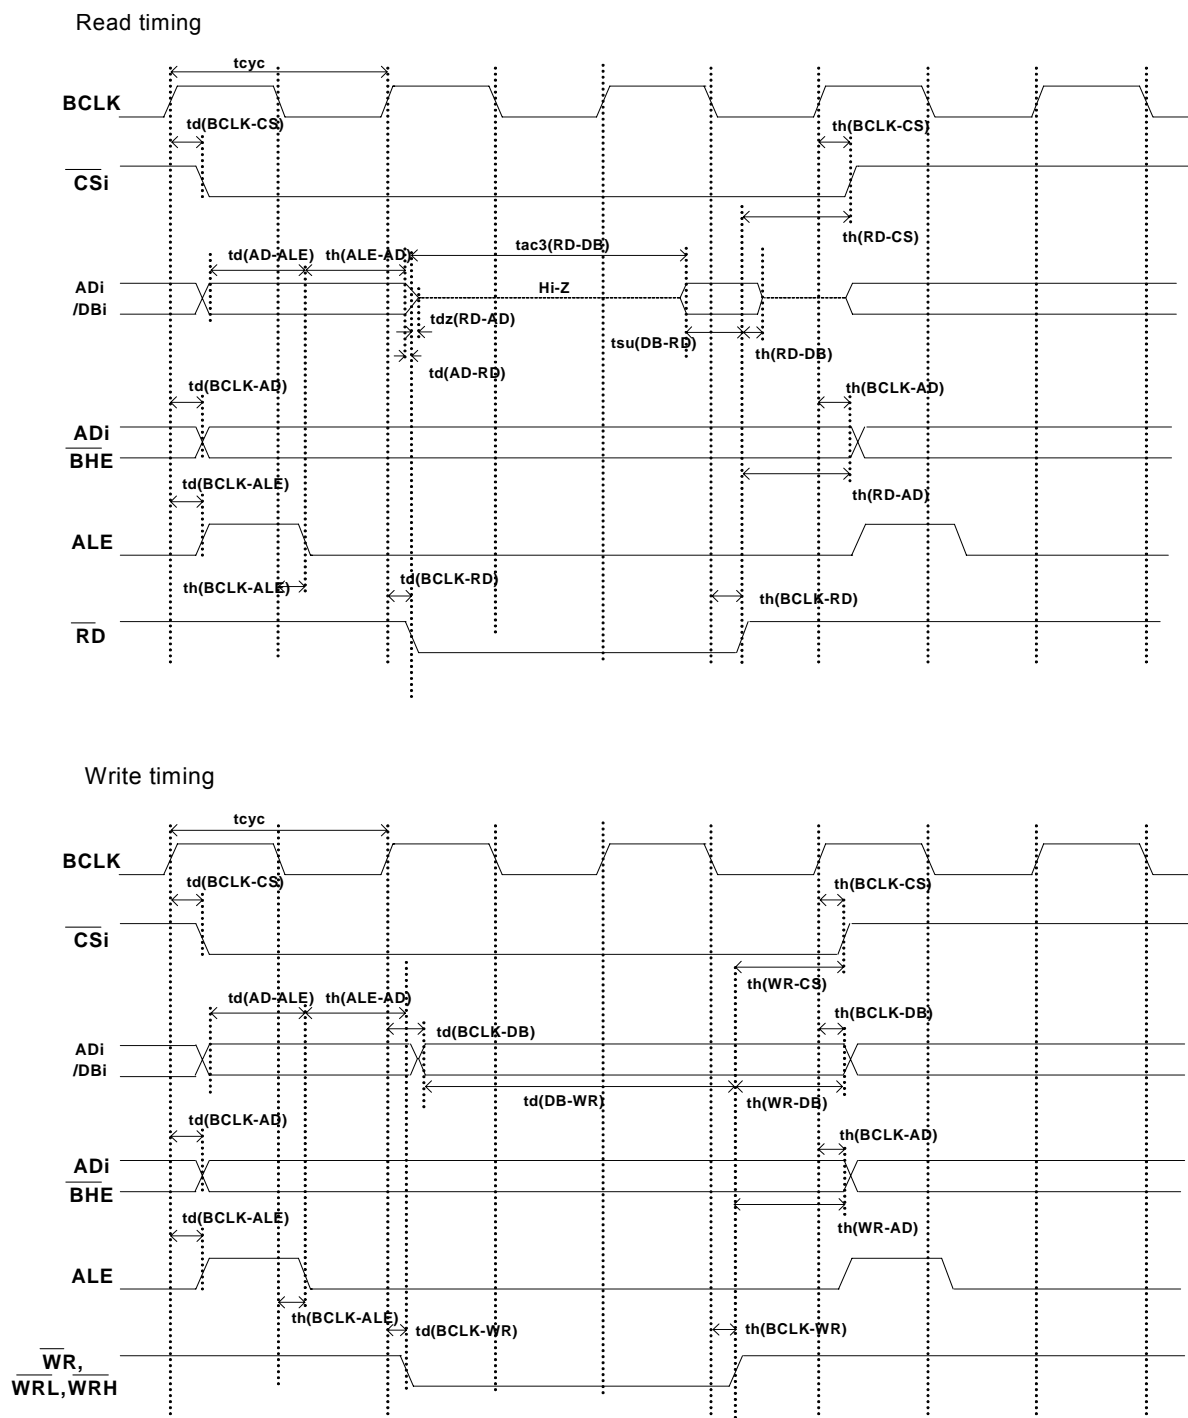 Read timing
tcyc
BCLK
td(BCLK-CS)
th(BCLK-CS)
CSi
th(RD-CS)
tac3(RD-DB)
td(AD-ALE)
th(ALE-AD)
ADi
/DBi
Hi-Z
tdz(RD-AD)
tsu(DB-RD)
th(RD-DB)
td(AD-RD)
td(BCLK-AD)
th(BCLK-AD)
ADi
BHE
td(BCLK-ALE)
th(RD-AD)
ALE
th(BCLK-ALE)
td(BCLK-RD)
th(BCLK-RD)
RD
Write timing
tcyc
BCLK
td(BCLK-CS)
th(BCLK-CS)
CSi
th(WR-CS)
td(AD-ALE)
th(ALE-AD)
th(BCLK-DB)
td(BCLK-DB)
ADi
/DBi
td(DB-WR)
th(WR-DB)
td(BCLK-AD)
th(BCLK-AD)
ADi
BHE
td(BCLK-ALE)
th(WR-AD)
ALE
th(BCLK-ALE)
td(BCLK-WR)
th(BCLK-WR)
WR,
WRL,WRH